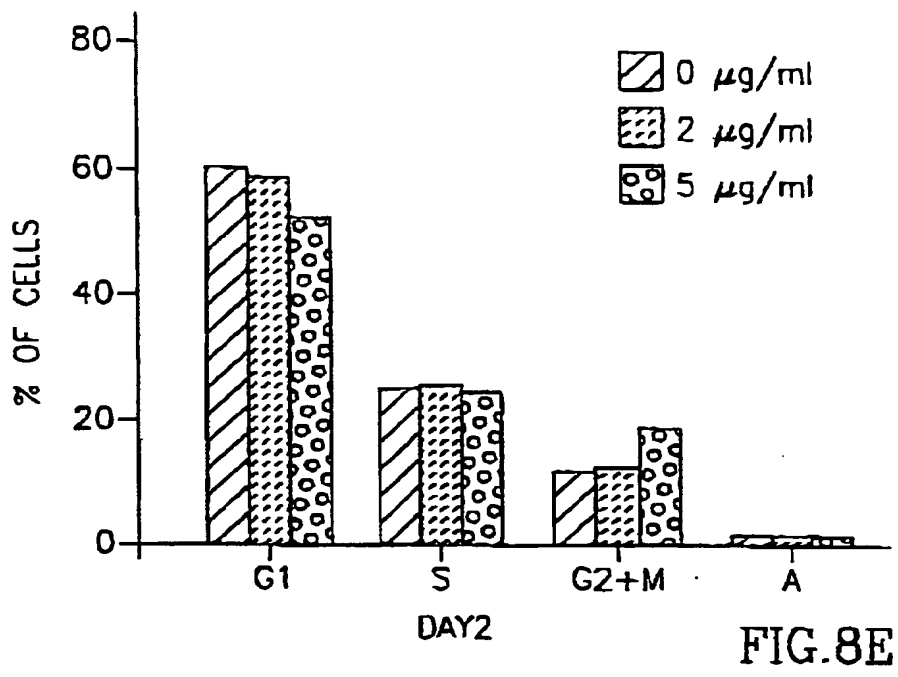 80
60
40
20
0
% OF CELLS
0 µg/ml
2 µg/ml
5 µg/ml
G1 S G2+M A
DAY2
FIG.8E